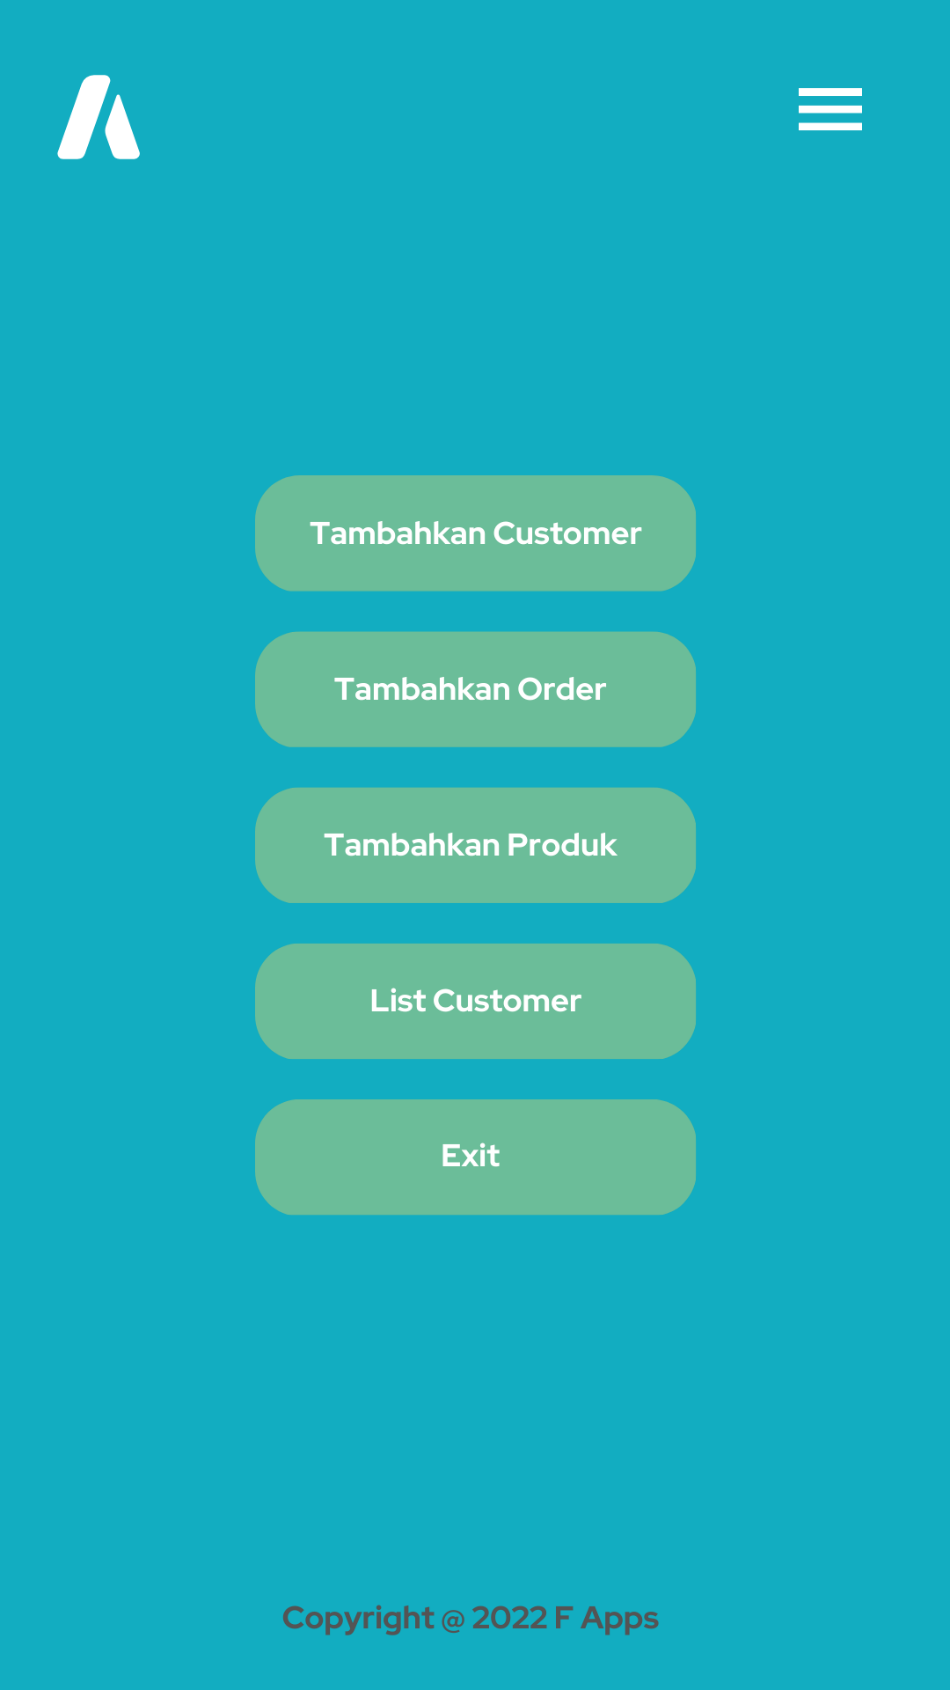 Tambahkan Customer
Tambahkan Order
Tambahkan Produk
List Customer
Exit
Copyright @ 2022 F Apps